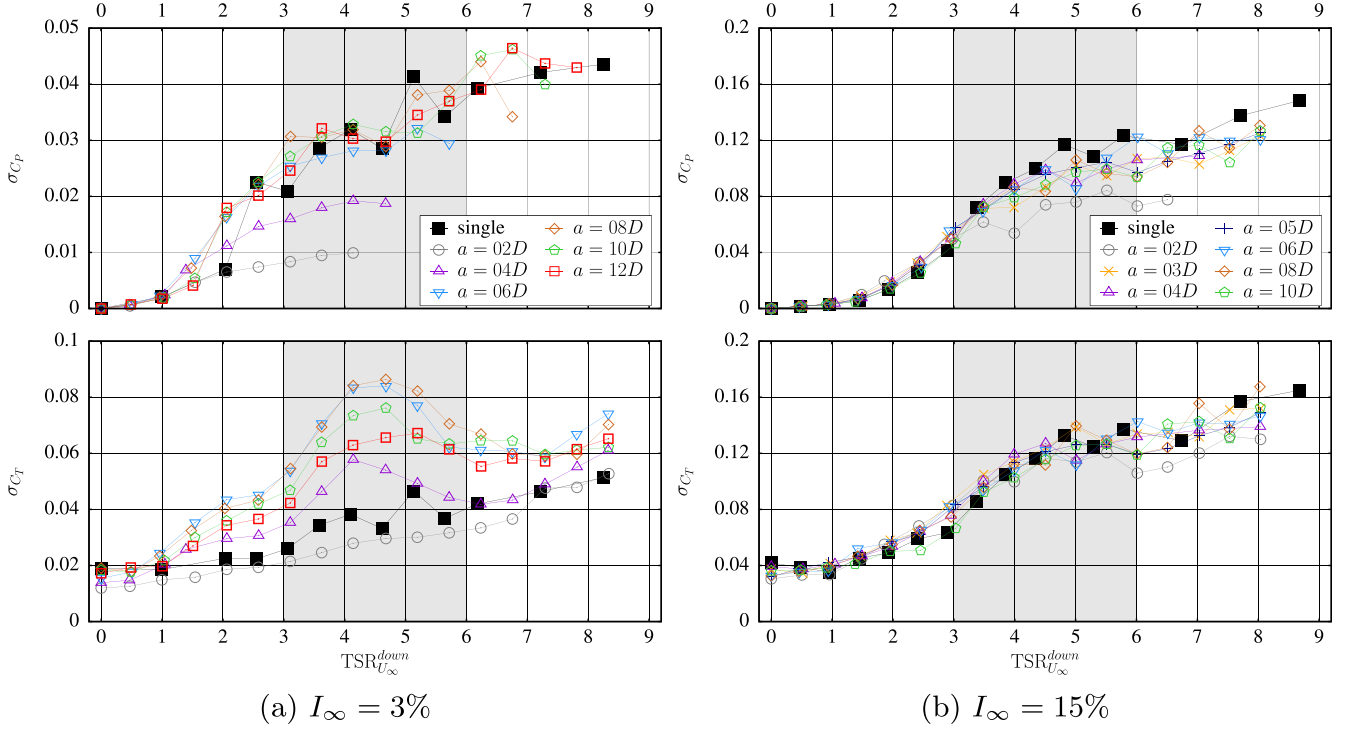 0 1 2 3 4 5 6 7 8 9
0 1 2 3 4 5 6 7 8 9
0.05
0.04
0.03
0.02
0.01
0
σ_{C_P}
single
a = 02D
a = 04D
a = 06D
a = 08D
a = 10D
a = 12D
0.2
0.16
0.12
0.08
0.04
0
σ_{C_P}
single
a = 02D
a = 03D
a = 04D
a = 05D
a = 06D
a = 08D
a = 10D
0.1
0.08
0.06
0.04
0.02
0
σ_{C_T}
0.2
0.16
0.12
0.08
0.04
0
σ_{C_T}
0 1 2 3 4 5 6 7 8 9
0 1 2 3 4 5 6 7 8 9
TSR^{down}_{U_∞}
TSR^{down}_{U_∞}
(a) I_∞ = 3%
(b) I_∞ = 15%